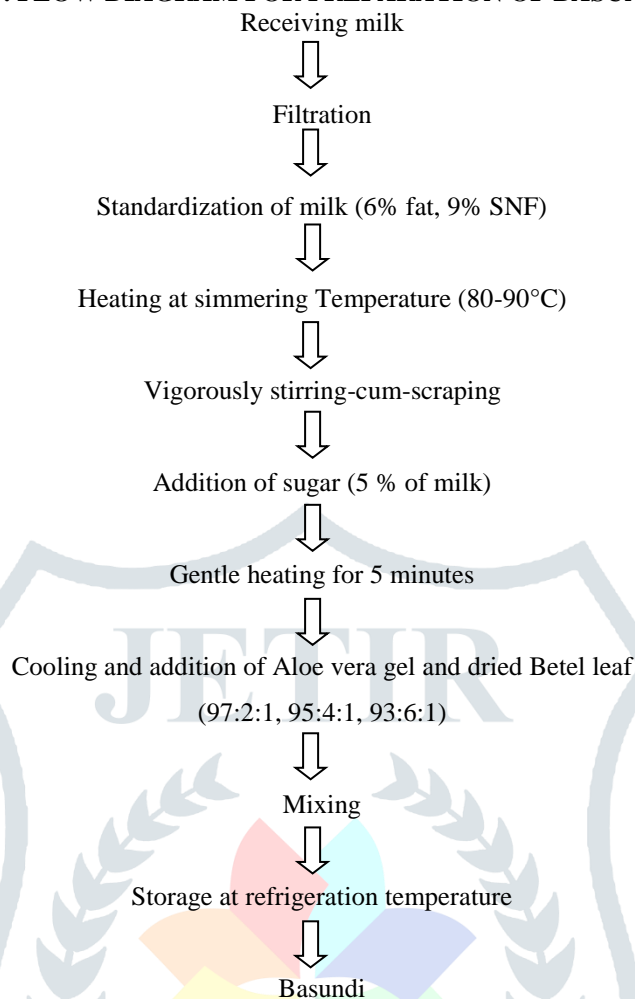 Receiving milk
Filtration
Standardization of milk (6% fat, 9% SNF)
Heating at simmering Temperature (80-90°C)
Vigorously stirring-cum-scraping
Addition of sugar (5 % of milk)
Gentle heating for 5 minutes
JETIR
Cooling and addition of Aloe vera gel and dried Betel leaf
(97:2:1, 95:4:1, 93:6:1)
Mixing
Storage at refrigeration temperature
Basundi